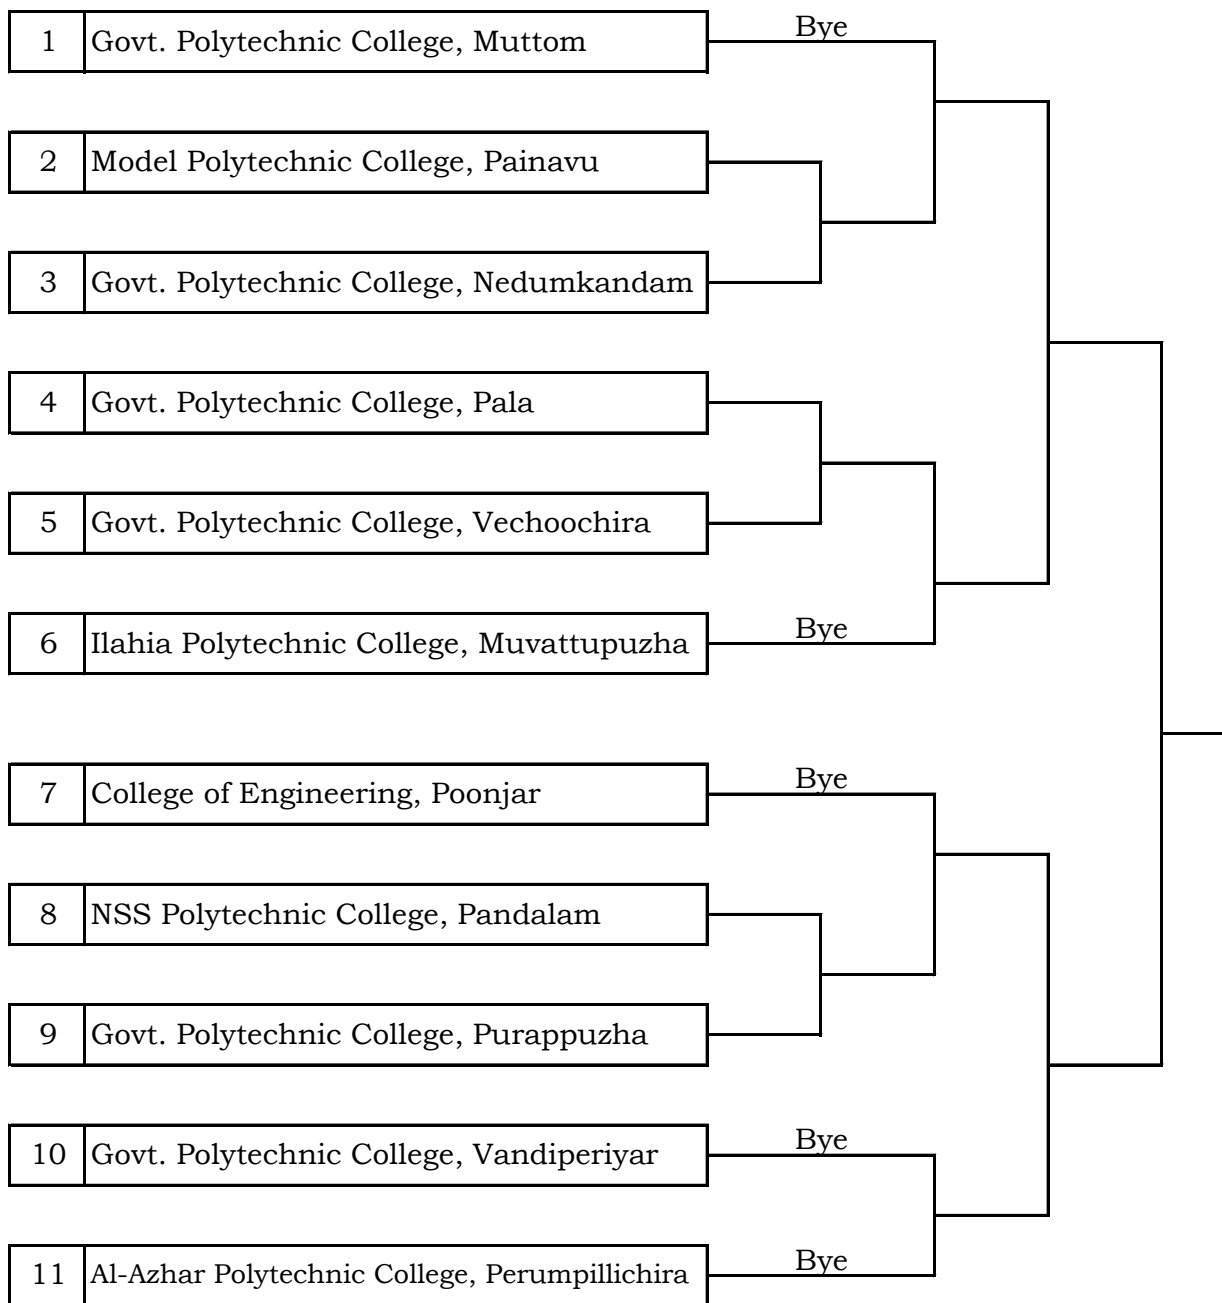 1 Govt. Polytechnic College, Muttom Bye
2 Model Polytechnic College, Painavu
3 Govt. Polytechnic College, Nedumkandam
4 Govt. Polytechnic College, Pala
5 Govt. Polytechnic College, Vechoochira
6 Ilahia Polytechnic College, Muvattupuzha Bye
7 College of Engineering, Poonjar Bye
8 NSS Polytechnic College, Pandalam
9 Govt. Polytechnic College, Purappuzha
10 Govt. Polytechnic College, Vandiperiyar Bye
11 Al-Azhar Polytechnic College, Perumpillichira Bye